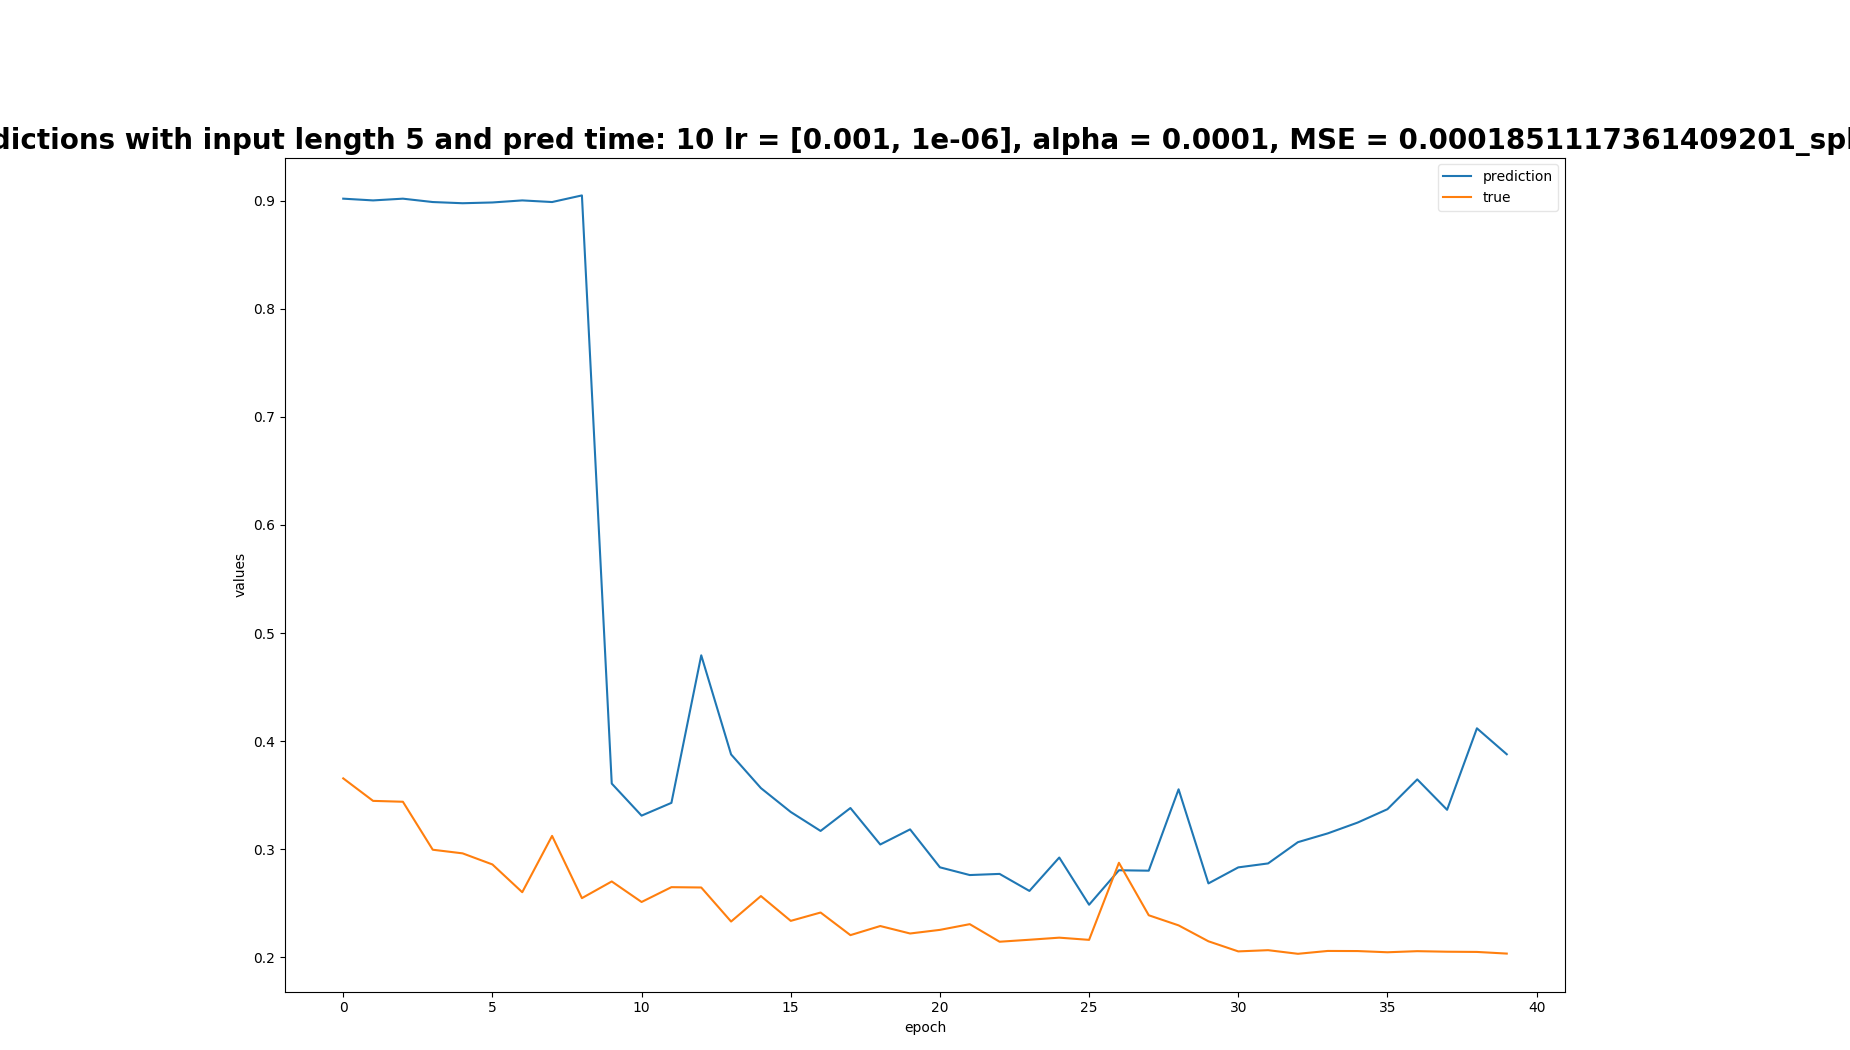 dictions with input length 5 and pred time: 10 lr = [0.001, 1e-06], alpha = 0.0001, MSE = 0.0001851117361409201_spl
prediction
true
0.9
0.8
0.7
0.6
0.5
0.4
0.3
0.2
values
0 5 10 15 20 25 30 35 40
epoch